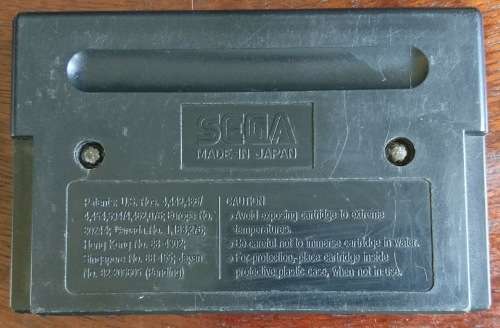 SEGA
MADE IN JAPAN
Patents: U.S. Nos. 4,442,486/
4,454,594/4,462,076; Europe No.
80244; Canada No. 1,183,276;
Hong Kong No. 88-4302;
Singapore No. 88-155; Japan
No. 82-205605 (Pending)
CAUTION
•Avoid exposing cartridge to extreme
temperatures.
•Be careful not to immerse cartridge in water.
•For protection, place cartridge inside
protective plastic case, when not in use.